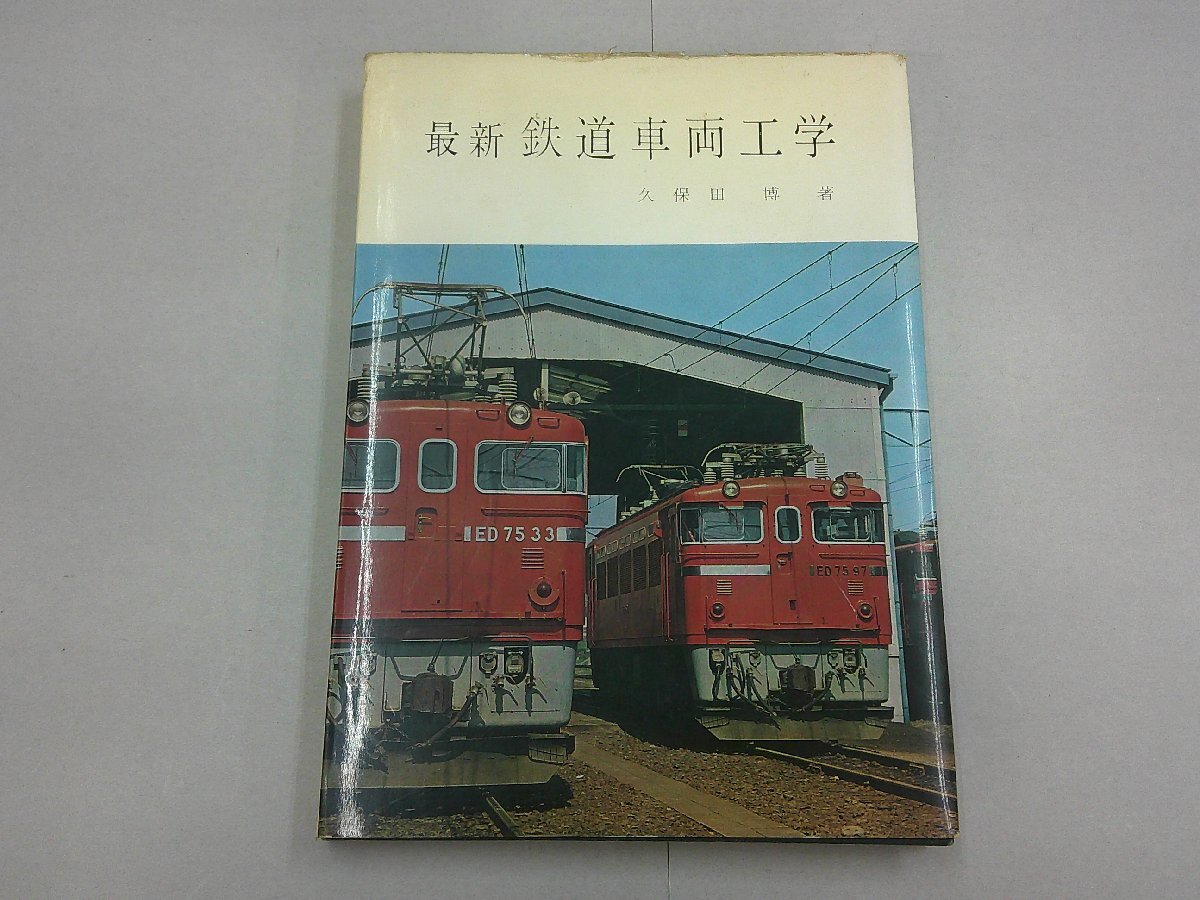 最新 鉄道車両工学
久保田 博 著
ED 75 33
ED 75 97